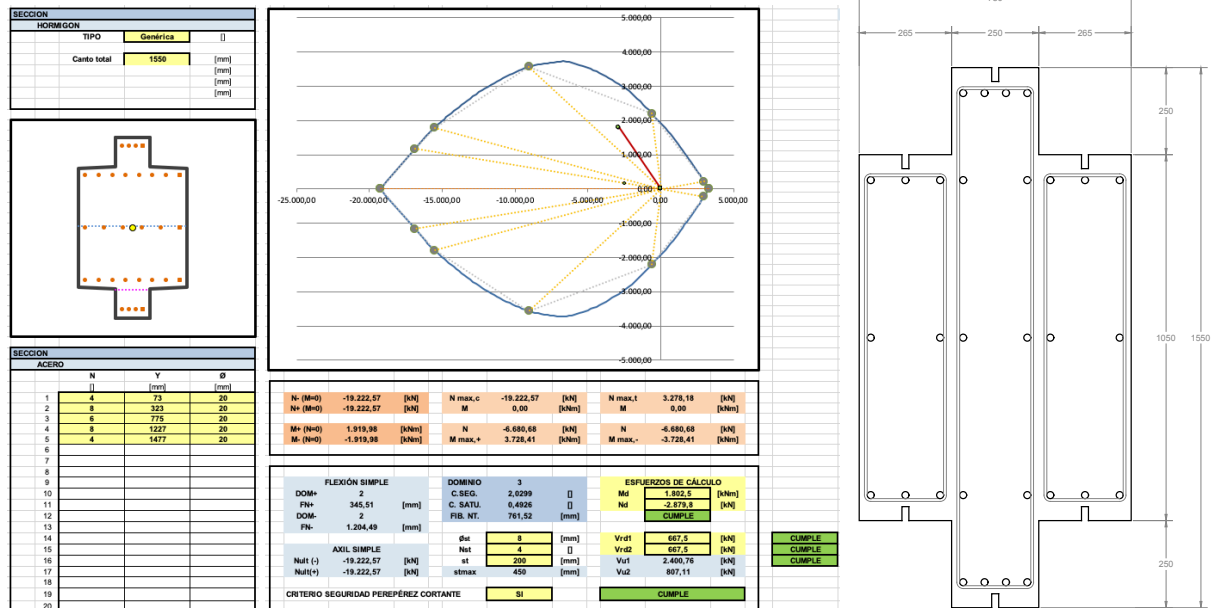 SECCION
HORMIGON
TIPO Genérica []
Canto total 1550 [mm]
[mm]
[mm]
[mm]
5.000,00
4.000,00
3.000,00
2.000,00
1.000,00
0,00
-25.000,00 -20.000,00 -15.000,00 -10.000,00 -5.000,00 0,00 5.000,00
-1.000,00
-2.000,00
-3.000,00
-4.000,00
-5.000,00
265 250 265
250
1050
1550
250
SECCION
ACERO
N Y Ø
[] [mm] [mm]
1 4 73 20
2 8 323 20
3 6 775 20
4 8 1227 20
5 4 1477 20
6
7
8
9
10
11
12
13
14
15
16
17
18
19
20
N- (M=0) -19.222,57 [kN] N max,c -19.222,57 [kN] N max,t 3.278,18 [kN]
N+ (M=0) -19.222,57 [kN] M 0,00 [kNm] M 0,00 [kNm]
M+ (N=0) 1.919,98 [kNm] N -6.680,68 [kN] N -6.680,68 [kN]
M- (N=0) -1.919,98 [kNm] M max,+ 3.728,41 [kNm] M max,- -3.728,41 [kNm]
FLEXIÓN SIMPLE DOMINIO 3 ESFUERZOS DE CÁLCULO
DOM+ 2 C.SEG. 2,0299 [] Md 1.802,5 [kNm]
FN+ 345,51 [mm] C. SATU. 0,4926 [] Nd -2.879,8 [kN]
DOM- 2 FIB. NT. 761,52 [mm] CUMPLE
FN- 1.204,49 [mm]
Øst 8 [mm] Vrd1 667,5 [kN] CUMPLE
AXIL SIMPLE Nst 4 [] Vrd2 667,5 [kN] CUMPLE
Nult (-) -19.222,57 [kN] st 200 [mm] Vu1 2.400,76 [kN] CUMPLE
Nult(+) -19.222,57 [kN] stmax 450 [mm] Vu2 807,11 [kN]
CRITERIO SEGURIDAD PEREPÉREZ CORTANTE SI CUMPLE